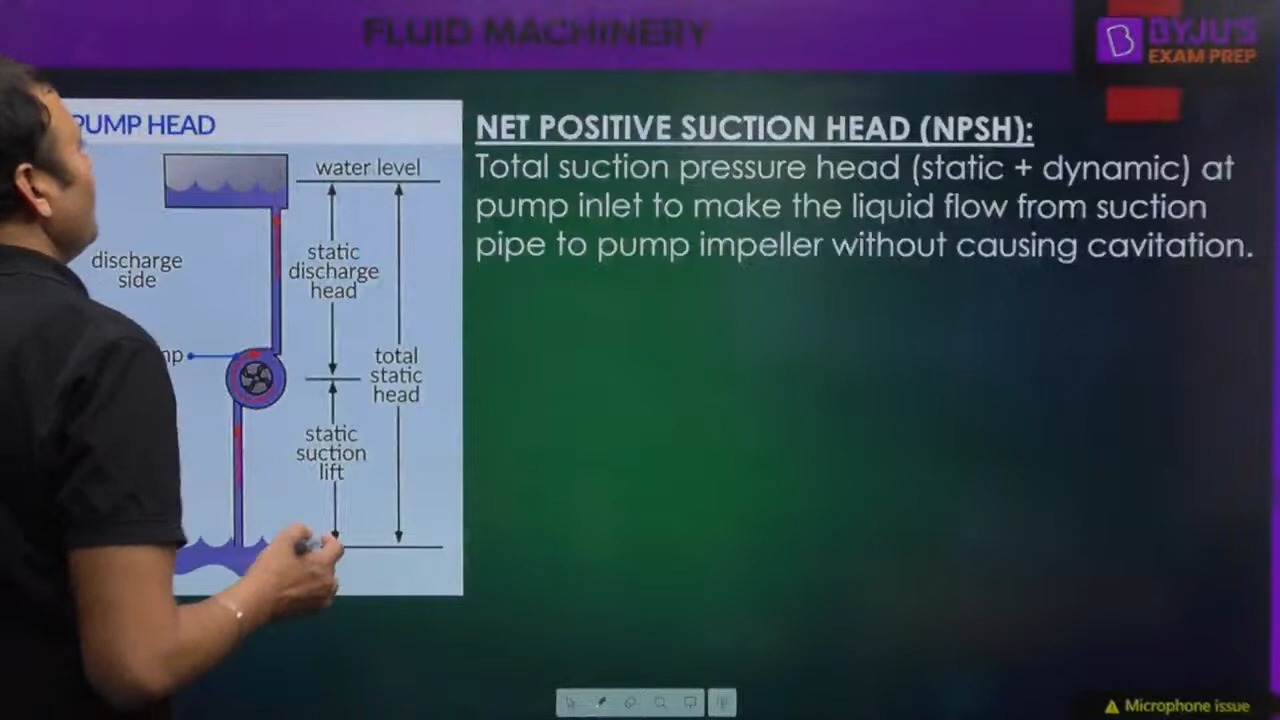 FLUID MACHINERY
BYJU'S
EXAM PREP
PUMP HEAD
water level
discharge
side
static
discharge
head
total
static
head
static
suction
lift
NET POSITIVE SUCTION HEAD (NPSH):
Total suction pressure head (static + dynamic) at
pump inlet to make the liquid flow from suction
pipe to pump impeller without causing cavitation.
Microphone issue